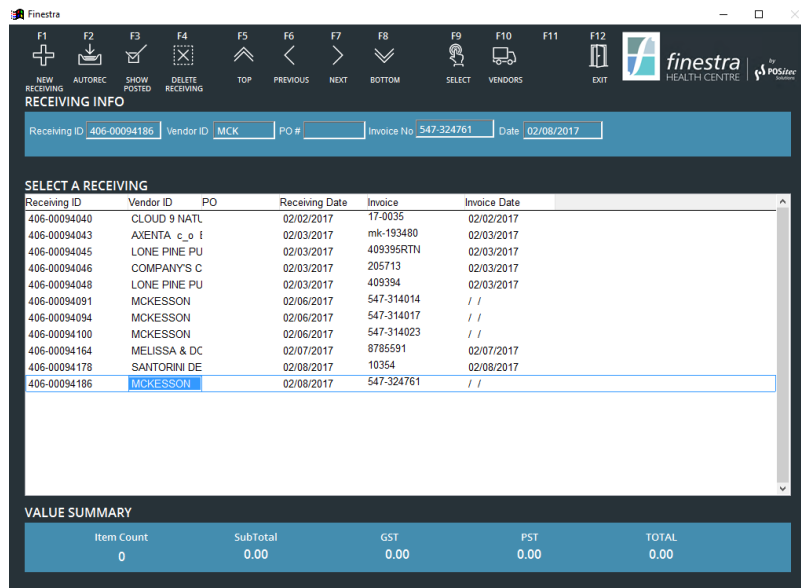 Finestra
F1 F2 F3 F4 F5 F6 F7 F8 F9 F10 F11 F12
NEW RECEIVING AUTOREC SHOW POSTED DELETE RECEIVING TOP PREVIOUS NEXT BOTTOM SELECT VENDORS EXIT
finestra
HEALTH CENTRE
by
POSitec
Solutions
RECEIVING INFO
Receiving ID 406-00094186 Vendor ID MCK PO # Invoice No 547-324761 Date 02/08/2017
SELECT A RECEIVING
Receiving ID Vendor ID PO Receiving Date Invoice Invoice Date
406-00094040 CLOUD 9 NATU 02/02/2017 17-0035 02/02/2017
406-00094043 AXENTA c_o E 02/03/2017 mk-193480 02/03/2017
406-00094045 LONE PINE PU 02/03/2017 409395RTN 02/03/2017
406-00094046 COMPANY'S C 02/03/2017 205713 02/03/2017
406-00094048 LONE PINE PU 02/03/2017 409394 02/03/2017
406-00094091 MCKESSON 02/06/2017 547-314014 / /
406-00094094 MCKESSON 02/06/2017 547-314017 / /
406-00094100 MCKESSON 02/06/2017 547-314023 / /
406-00094164 MELISSA & DO 02/07/2017 8785591 02/07/2017
406-00094178 SANTORINI DE 02/08/2017 10354 02/08/2017
406-00094186 MCKESSON 02/08/2017 547-324761 / /
VALUE SUMMARY
Item Count SubTotal GST PST TOTAL
0 0.00 0.00 0.00 0.00